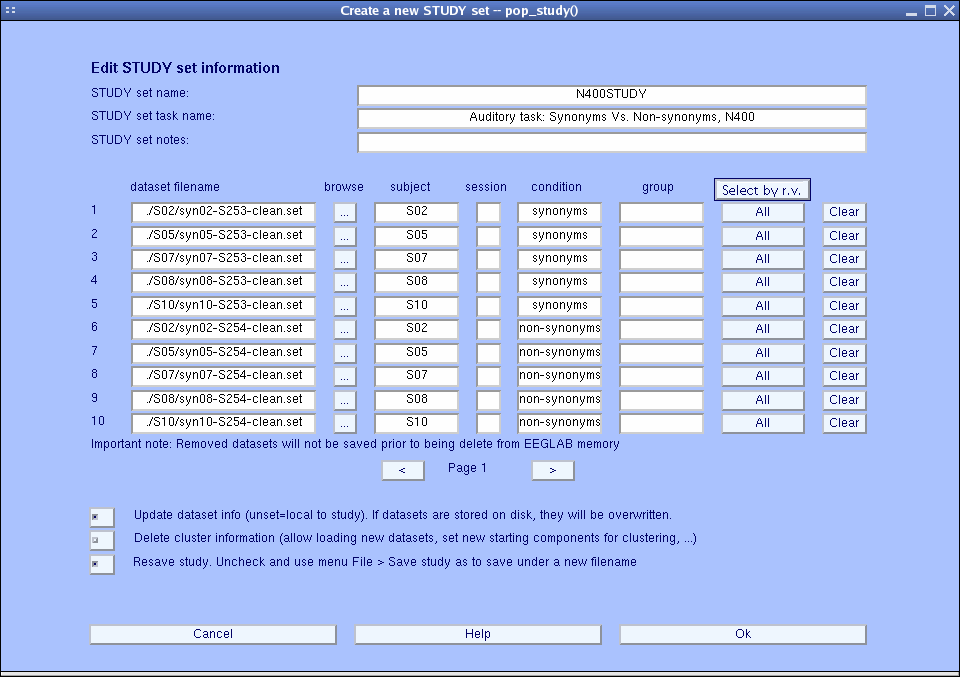 Create a new STUDY set -- pop_study()
Edit STUDY set information
STUDY set name: N400STUDY
STUDY set task name: Auditory task: Synonyms Vs. Non-synonyms, N400
STUDY set notes:
dataset filename browse subject session condition group Select by r.v.
1 ./S02/syn02-S253-clean.set ... S02 synonyms All Clear
2 ./S05/syn05-S253-clean.set ... S05 synonyms All Clear
3 ./S07/syn07-S253-clean.set ... S07 synonyms All Clear
4 ./S08/syn08-S253-clean.set ... S08 synonyms All Clear
5 ./S10/syn10-S253-clean.set ... S10 synonyms All Clear
6 ./S02/syn02-S254-clean.set ... S02 non-synonyms All Clear
7 ./S05/syn05-S254-clean.set ... S05 non-synonyms All Clear
8 ./S07/syn07-S254-clean.set ... S07 non-synonyms All Clear
9 ./S08/syn08-S254-clean.set ... S08 non-synonyms All Clear
10 ./S10/syn10-S254-clean.set ... S10 non-synonyms All Clear
Important note: Removed datasets will not be saved prior to being delete from EEGLAB memory
< Page 1 >
Update dataset info (unset=local to study). If datasets are stored on disk, they will be overwritten.
Delete cluster information (allow loading new datasets, set new starting components for clustering, ...)
Resave study. Uncheck and use menu File > Save study as to save under a new filename
Cancel Help Ok